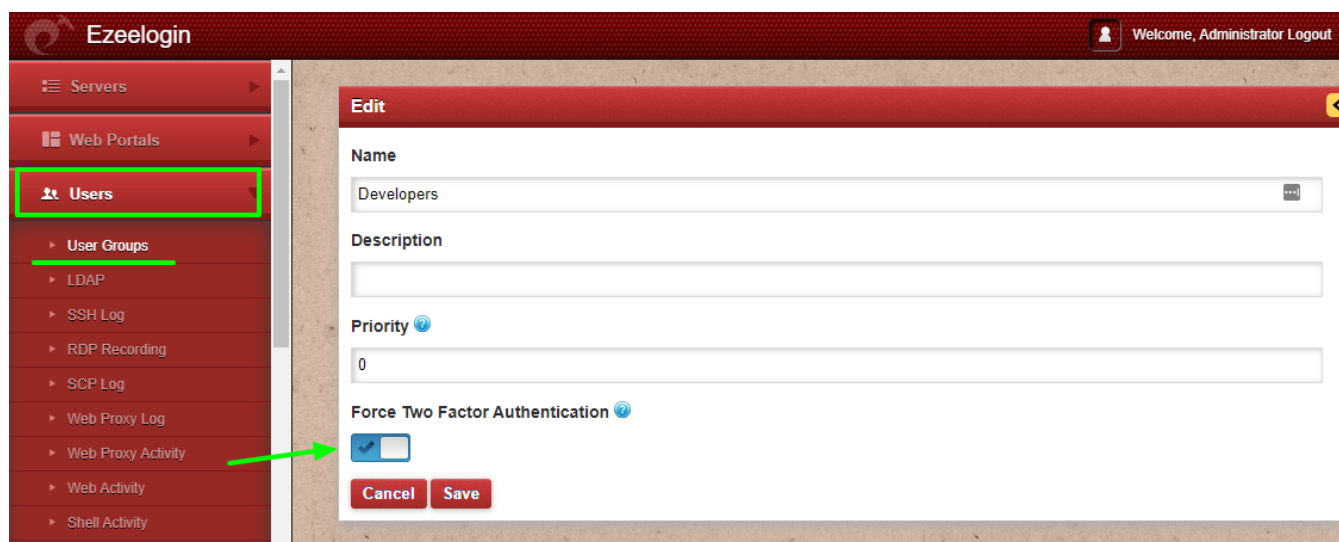 Ezeelogin
Welcome, Administrator Logout
Servers
Web Portals
Users
User Groups
LDAP
SSH Log
RDP Recording
SCP Log
Web Proxy Log
Web Proxy Activity
Web Activity
Shell Activity
Edit
Name
Developers
Description
Priority
0
Force Two Factor Authentication
Cancel Save